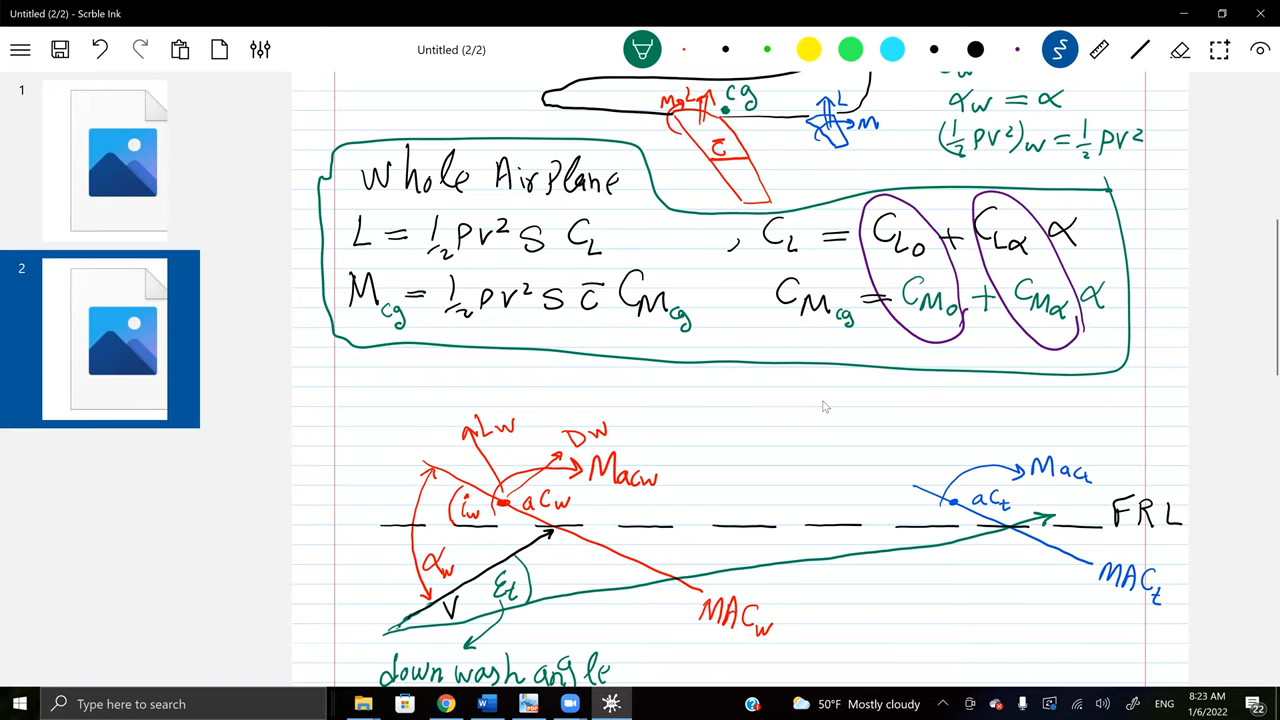 Untitled (2/2) - Scrble Ink
Untitled (2/2)
1
2
αw = α
(½ρv²)w = ½ρv²
cg
L
L
M
c̄
Whole Airplane
L = ½ρv² S CL , CL = CL0 + CLα α
Mcg = ½ρv² S c̄ CMcg CMcg = CM0 + CMα α
Lw
Dw
Macw
acw
iw
αw
V
εt
MACw
down wash angle
Mact
act
FRL
MACt
Type here to search
50°F Mostly cloudy
ENG
8:23 AM
1/6/2022
22